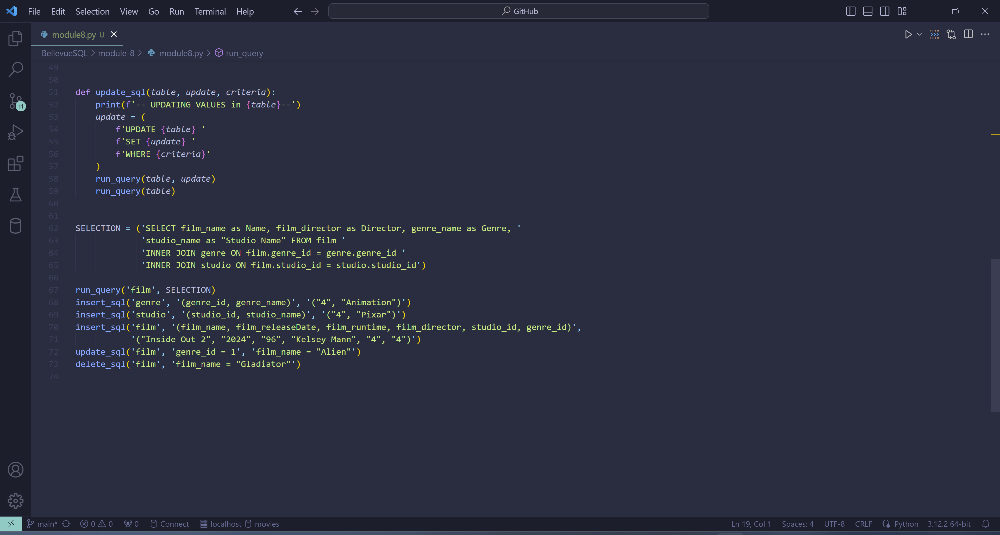 File Edit Selection View Go Run Terminal Help GitHub
module8.py U
BellevueSQL > module-8 > module8.py > run_query
49
50
51 def update_sql(table, update, criteria):
52     print(f'-- UPDATING VALUES in {table}--')
53     update = (
54         f'UPDATE {table} '
55         f'SET {update} '
56         f'WHERE {criteria}'
57     )
58     run_query(table, update)
59     run_query(table)
60
61
62 SELECTION = ('SELECT film_name as Name, film_director as Director, genre_name as Genre, '
63              'studio_name as "Studio Name" FROM film '
64              'INNER JOIN genre ON film.genre_id = genre.genre_id '
65              'INNER JOIN studio ON film.studio_id = studio.studio_id')
66
67 run_query('film', SELECTION)
68 insert_sql('genre', '(genre_id, genre_name)', '("4", "Animation")')
69 insert_sql('studio', '(studio_id, studio_name)', '("4", "Pixar")')
70 insert_sql('film', '(film_name, film_releaseDate, film_runtime, film_director, studio_id, genre_id)',
71            '("Inside Out 2", "2024", "96", "Kelsey Mann", "4", "4")')
72 update_sql('film', 'genre_id = 1', 'film_name = "Alien"')
73 delete_sql('film', 'film_name = "Gladiator"')
74
11
main* 0 0 0 Connect localhost movies Ln 19, Col 1 Spaces: 4 UTF-8 CRLF Python 3.12.2 64-bit